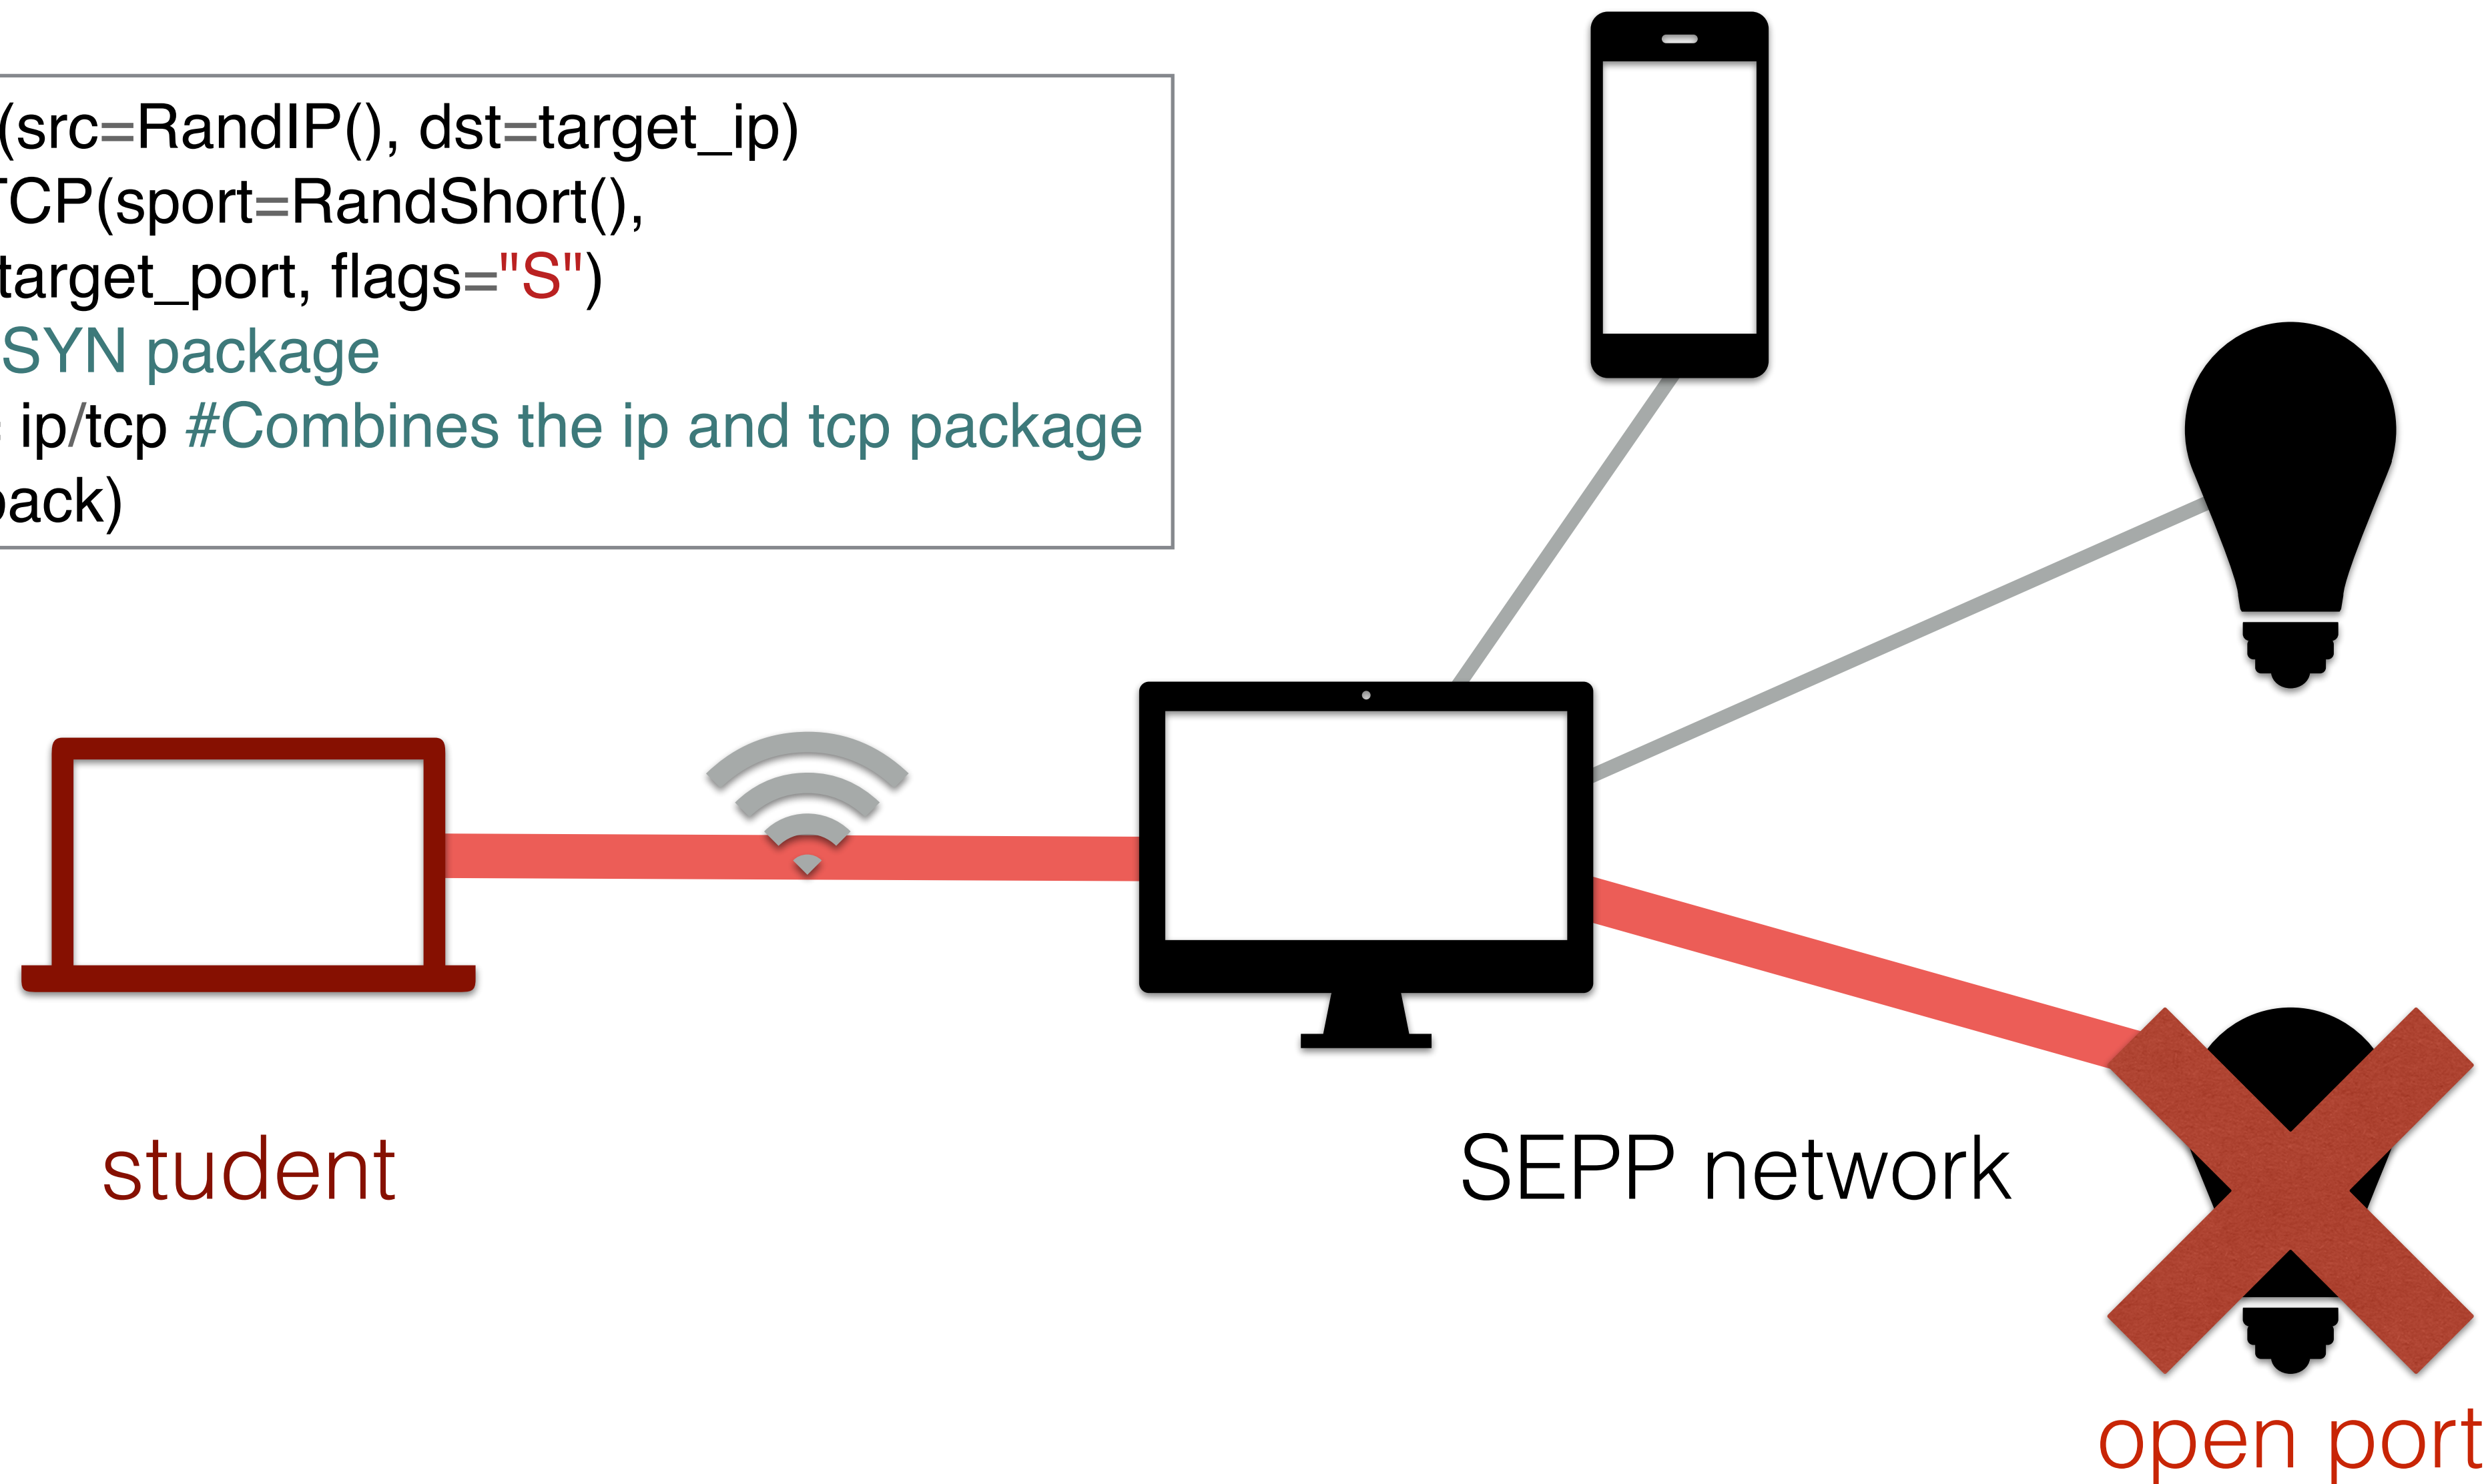 (src=RandIP(), dst=target_ip)
TCP(sport=RandShort(),
target_port, flags="S")
SYN package
= ip/tcp #Combines the ip and tcp package
pack)
student
SEPP network
open port